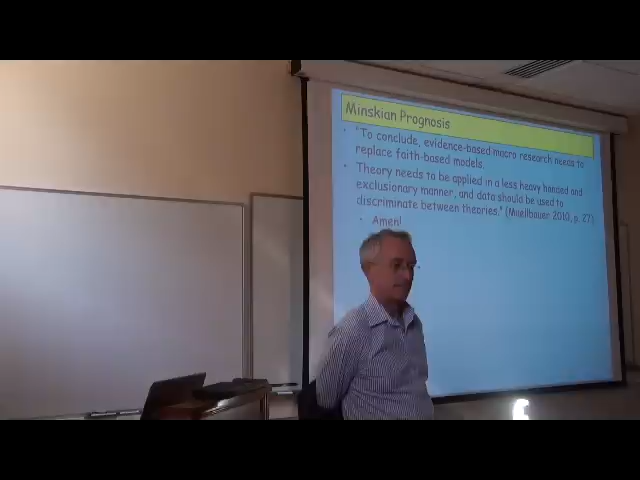 Minskian Prognosis
"To conclude, evidence-based macro research needs to
replace faith-based models.
Theory needs to be applied in a less heavy handed and
exclusionary manner, and data should be used to
discriminate between theories." (Muellbauer 2010, p. 27)
Amen!